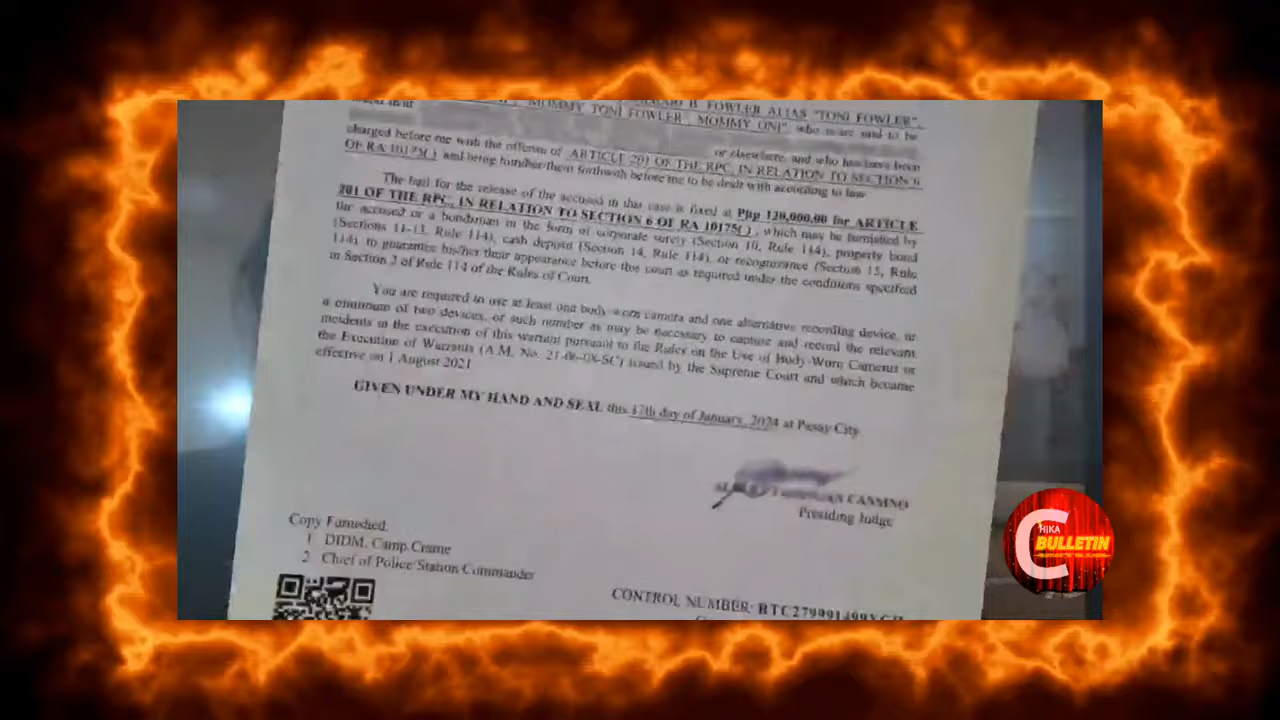 B. FOWLER ALIAS "TONI FOWLER",
"MOMMY TONI FOWLER", MOMMY ONI", who is/are said to be
or elsewhere, and who has/have been
charged before me with the offense of ARTICLE 201 OF THE RPC, IN RELATION TO SECTION 6
OF RA 10175( ) and bring him/her/them forthwith before me to be dealt with according to law.
The bail for the release of the accused in this case is fixed at Php 120,000.00 for ARTICLE
201 OF THE RPC, IN RELATION TO SECTION 6 OF RA 10175( ), which may be furnished by
the accused or a bondsman in the form of corporate surety (Section 10, Rule 114), property bond
(Sections 11-13, Rule 114), cash deposit (Section 14, Rule 114), or recognizance (Section 15, Rule
114), to guarantee his/her/their appearance before this court as required under the conditions specified
in Section 2 of Rule 114 of the Rules of Court.
You are required to use at least one body-worn camera and one alternative recording device, or
a minimum of two devices, or such number as may be necessary to capture and record the relevant
incidents in the execution of this warrant pursuant to the Rules on the Use of Body-Worn Cameras in
the Execution of Warrants (A.M. No. 21-06-08-SC) issued by the Supreme Court and which became
effective on 1 August 2021
GIVEN UNDER MY HAND AND SEAL this 17th day of January, 2024 at Pasay City.
CANSINO
Presiding Judge
Copy Furnished:
1. DIDM, Camp Crame
2. Chief of Police/Station Commander
CONTROL NUMBER:
CHIKA
BULLETIN